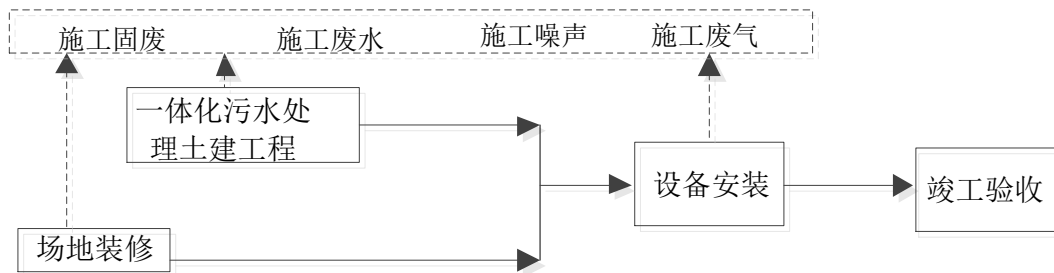 施工固废 施工废水 施工噪声 施工废气
一体化污水处
理土建工程
设备安装
竣工验收
场地装修